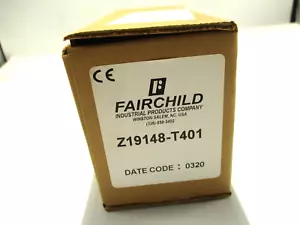 CE
FAIRCHILD
INDUSTRIAL PRODUCTS COMPANY
WINSTON SALEM, NC, USA
Z19148-T401
DATE CODE : 0320